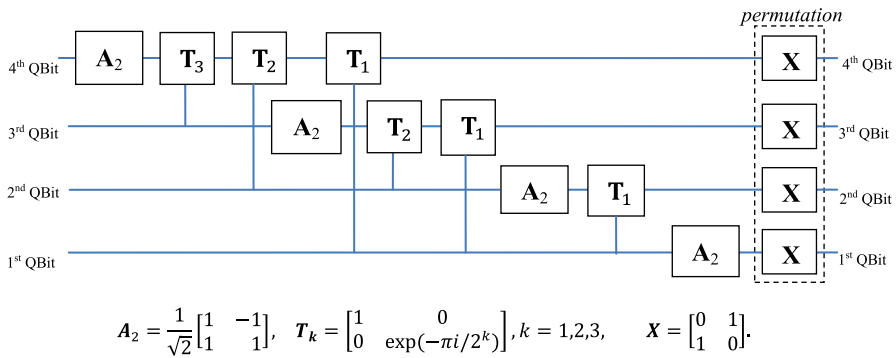 permutation
4th QBit A2 T3 T2 T1 X 4th QBit
3rd QBit A2 T2 T1 X 3rd QBit
2nd QBit A2 T1 X 2nd QBit
1st QBit A2 X 1st QBit
A2 = 1/√2 [1 −1; 1 1], Tk = [1 0; 0 exp(−πi/2^k)], k = 1,2,3, X = [0 1; 1 0].